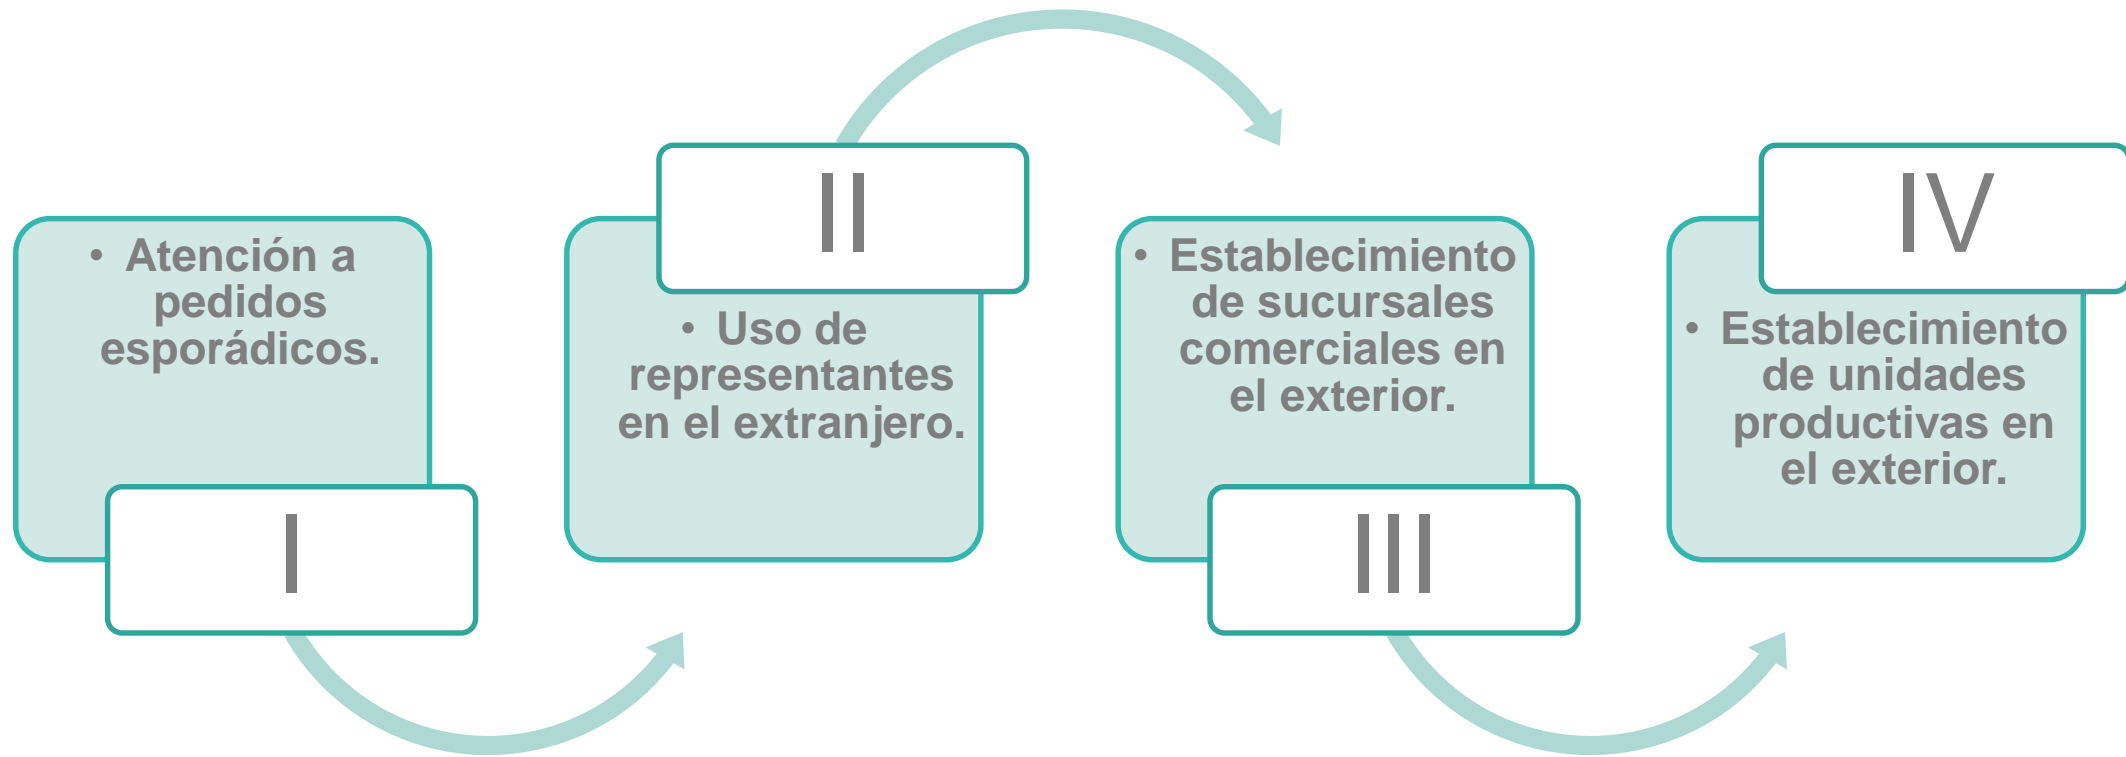 • Atención a
pedidos
esporádicos.
I
II
• Uso de
representantes
en el extranjero.
• Establecimiento
de sucursales
comerciales en
el exterior.
III
IV
• Establecimiento
de unidades
productivas en
el exterior.